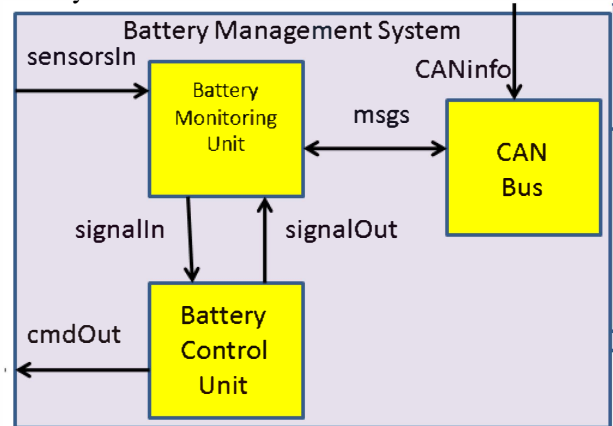 Battery Management System
sensorsIn
CANinfo
Battery
Monitoring
Unit
msgs
CAN
Bus
signalIn
signalOut
Battery
Control
Unit
cmdOut